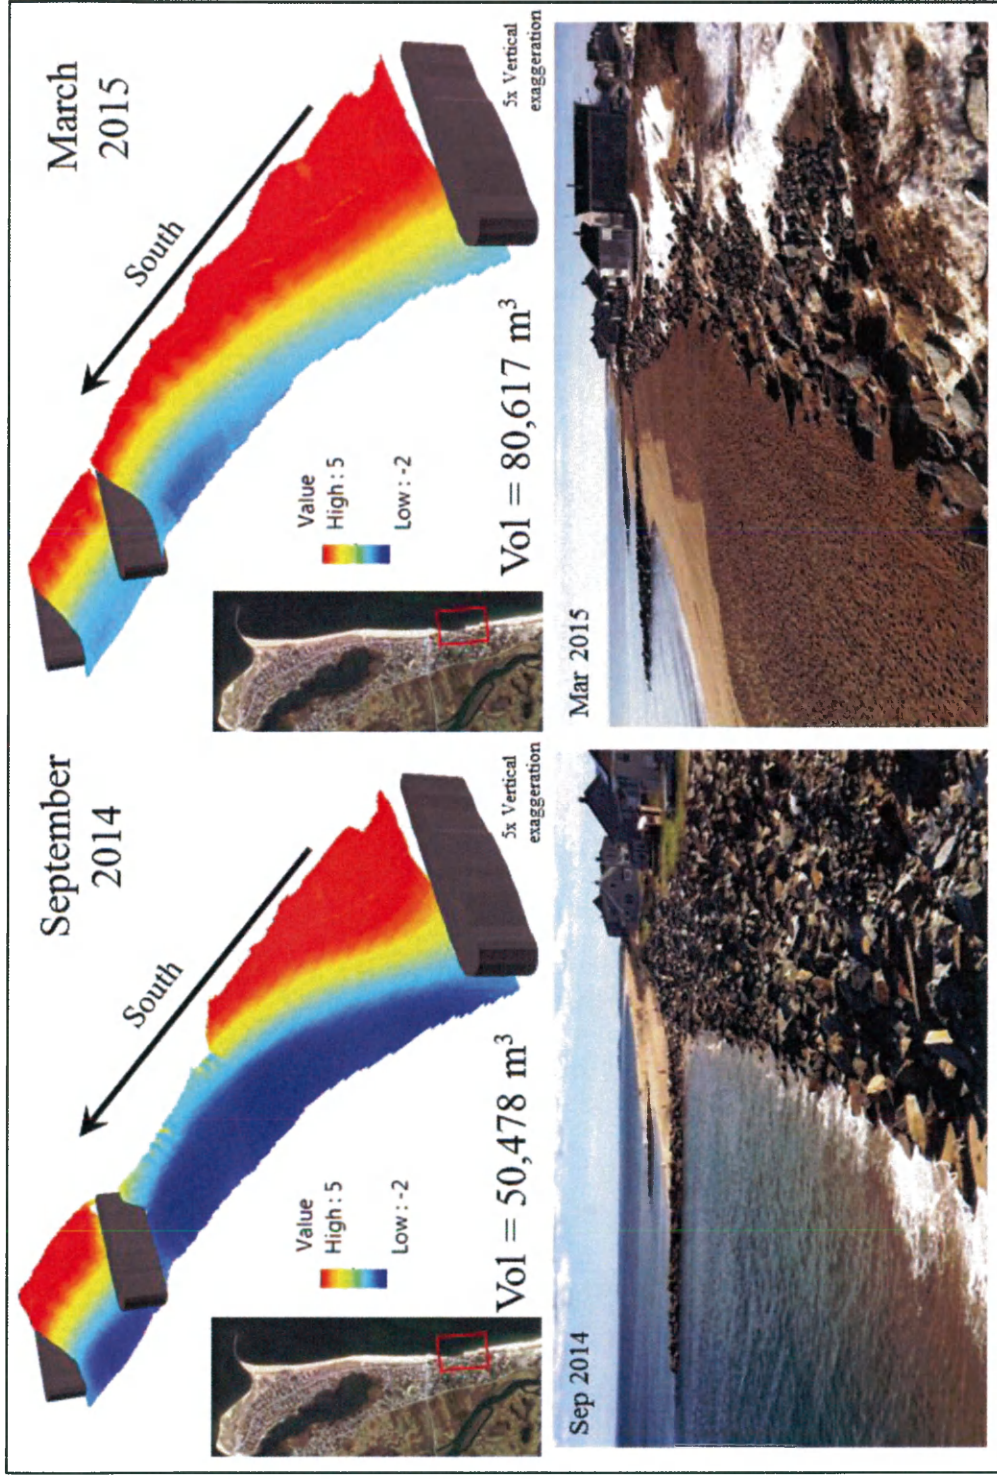 September
2014
South
5x Vertical
exaggeration
Value
High : 5
Low : -2
Vol = 50,478 m³
March
2015
South
5x Vertical
exaggeration
Value
High : 5
Low : -2
Vol = 80,617 m³
Sep 2014
Mar 2015